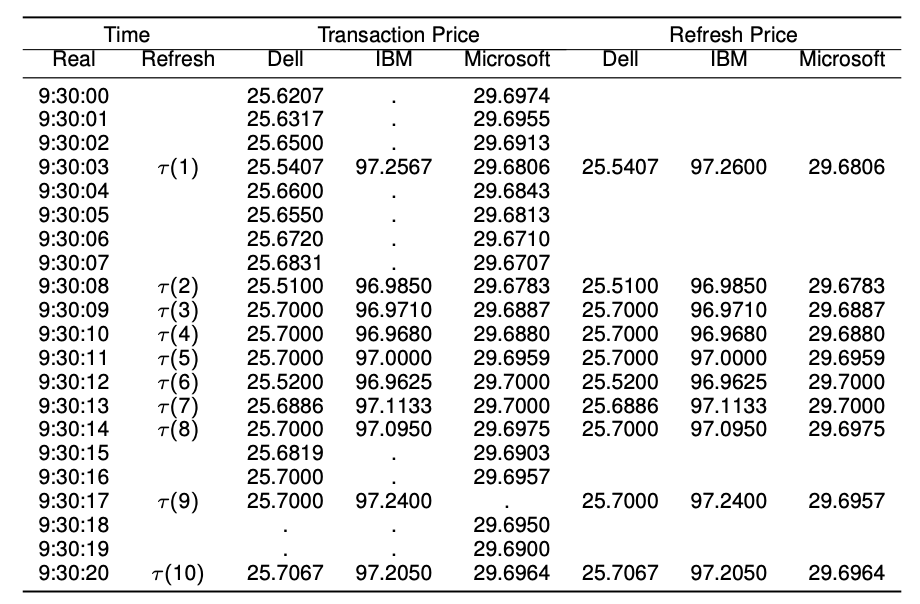 Time Transaction Price Refresh Price
Real Refresh Dell IBM Microsoft Dell IBM Microsoft
9:30:00 25.6207 . 29.6974
9:30:01 25.6317 . 29.6955
9:30:02 25.6500 . 29.6913
9:30:03 τ(1) 25.5407 97.2567 29.6806 25.5407 97.2600 29.6806
9:30:04 25.6600 . 29.6843
9:30:05 25.6550 . 29.6813
9:30:06 25.6720 . 29.6710
9:30:07 25.6831 . 29.6707
9:30:08 τ(2) 25.5100 96.9850 29.6783 25.5100 96.9850 29.6783
9:30:09 τ(3) 25.7000 96.9710 29.6887 25.7000 96.9710 29.6887
9:30:10 τ(4) 25.7000 96.9680 29.6880 25.7000 96.9680 29.6880
9:30:11 τ(5) 25.7000 97.0000 29.6959 25.7000 97.0000 29.6959
9:30:12 τ(6) 25.5200 96.9625 29.7000 25.5200 96.9625 29.7000
9:30:13 τ(7) 25.6886 97.1133 29.7000 25.6886 97.1133 29.7000
9:30:14 τ(8) 25.7000 97.0950 29.6975 25.7000 97.0950 29.6975
9:30:15 25.6819 . 29.6903
9:30:16 25.7000 . 29.6957
9:30:17 τ(9) 25.7000 97.2400 . 25.7000 97.2400 29.6957
9:30:18 . . 29.6950
9:30:19 . . 29.6900
9:30:20 τ(10) 25.7067 97.2050 29.6964 25.7067 97.2050 29.6964